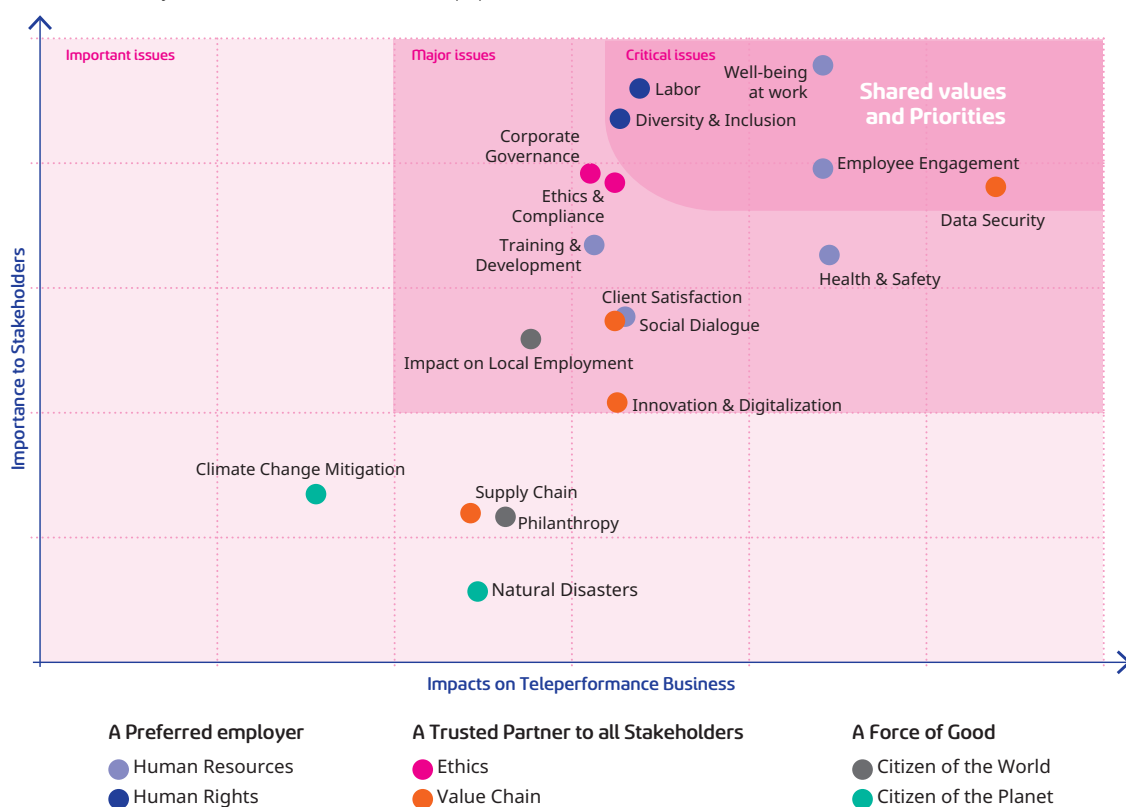 Important issues
Major issues
Critical issues
Well-being
at work
Shared values
and Priorities
Labor
Diversity & Inclusion
Corporate
Governance
Employee Engagement
Ethics &
Compliance
Data Security
Training &
Development
Health & Safety
Client Satisfaction
Social Dialogue
Impact on Local Employment
Innovation & Digitalization
Climate Change Mitigation
Supply Chain
Philanthropy
Natural Disasters
Importance to Stakeholders
Impacts on Teleperformance Business
A Preferred employer
Human Resources
Human Rights
A Trusted Partner to all Stakeholders
Ethics
Value Chain
A Force of Good
Citizen of the World
Citizen of the Planet